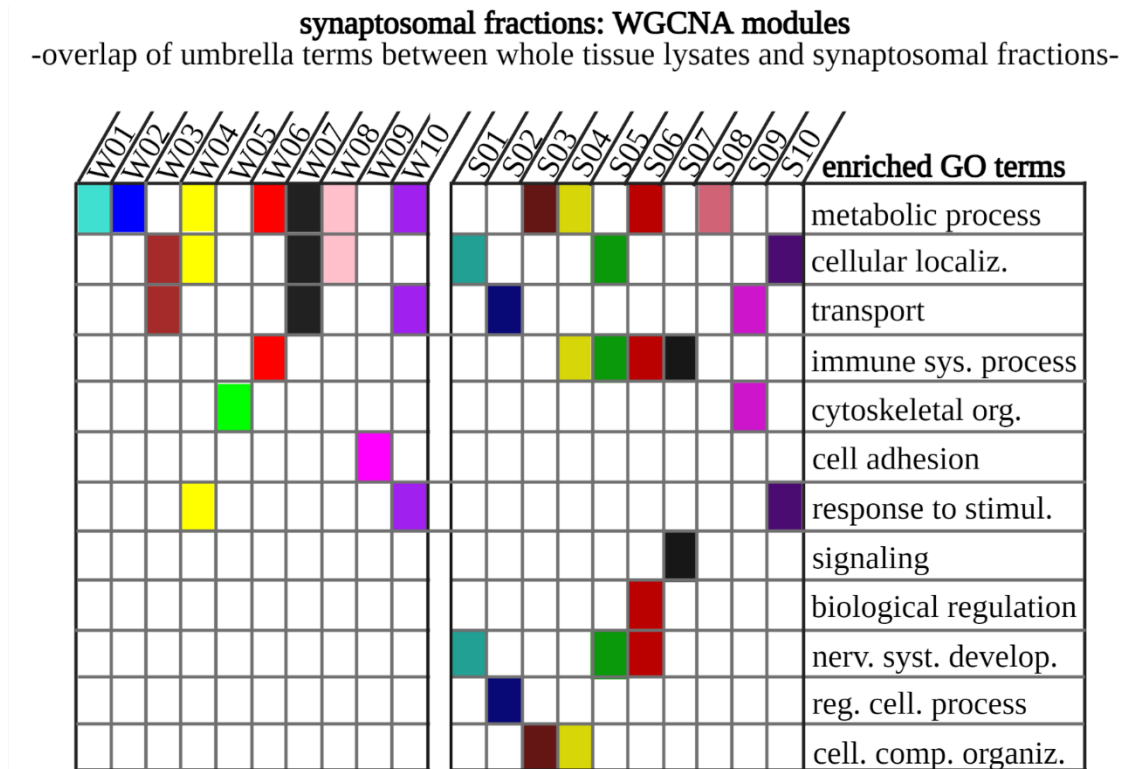 synaptosomal fractions: WGCNA modules
-overlap of umbrella terms between whole tissue lysates and synaptosomal fractions-
W01 W02 W03 W04 W05 W06 W07 W08 W09 W10 S01 S02 S03 S04 S05 S06 S07 S08 S09 S10 enriched GO terms
metabolic process
cellular localiz.
transport
immune sys. process
cytoskeletal org.
cell adhesion
response to stimul.
signaling
biological regulation
nerv. syst. develop.
reg. cell. process
cell. comp. organiz.